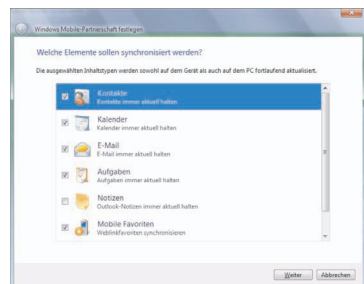 Windows Mobile-Partnerschaft festlegen
Welche Elemente sollen synchronisiert werden?
Die ausgewählten Inhaltstypen werden sowohl auf dem Gerät als auch auf dem PC fortlaufend aktualisiert.
Kontakte
Kontakte immer aktuell halten
Kalender
Kalender immer aktuell halten
E-Mail
E-Mail immer aktuell halten
Aufgaben
Aufgaben immer aktuell halten
Notizen
Outlook-Notizen immer aktuell halten
Mobile Favoriten
Weblinkfavoriten synchronisieren
Weiter Abbrechen